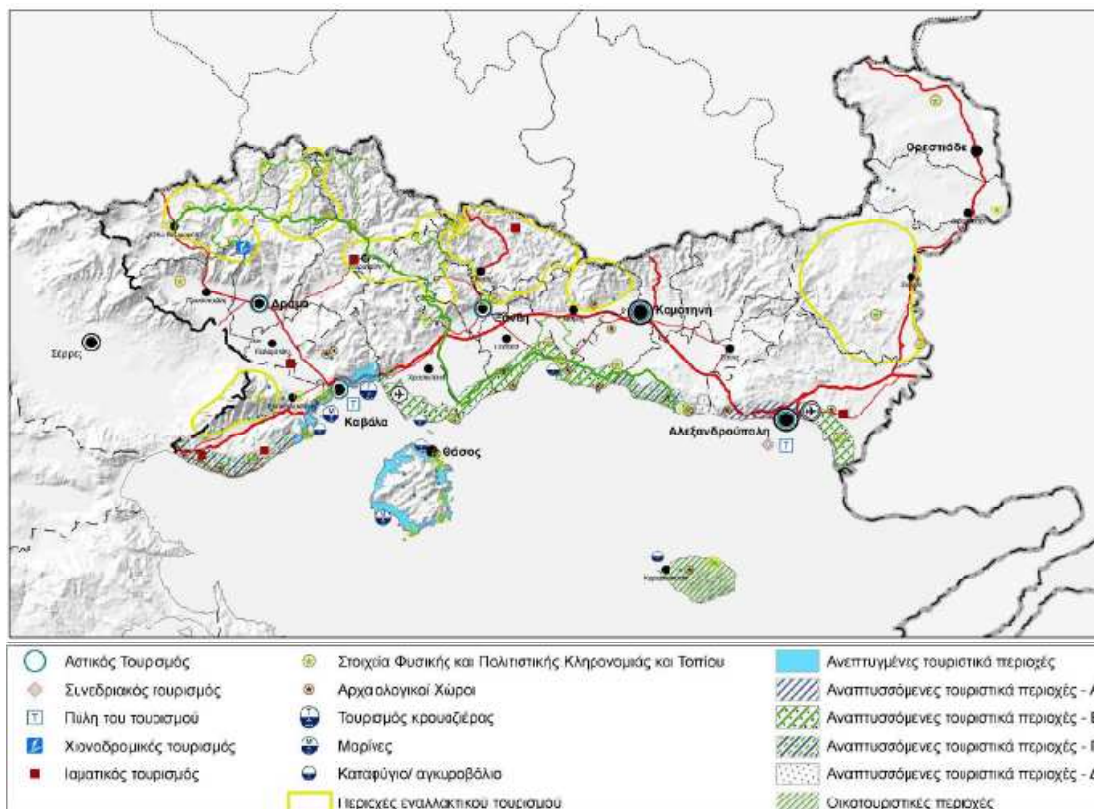 Ορεστιάδα
Δράμα
Ξάνθη
Κομοτηνή
Σέρρες
Καβάλα
Αλεξανδρούπολη
Θάσος
Αστικός Τουρισμός
Συνεδριακός τουρισμός
Πύλη του τουρισμού
Χιονοδρομικός τουρισμός
Ιαματικός τουρισμός
Στοιχεία Φυσικής και Πολιτιστικής Κληρονομιάς και Τοπίου
Αρχαιολογικοί Χώροι
Τουρισμός κρουαζιέρας
Μαρίνες
Καταφύγιο/ αγκυροβόλιο
Περιοχές εναλλακτικού τουρισμού
Ανεπτυγμένες τουριστικά περιοχές
Αναπτυσσόμενες τουριστικά περιοχές - Α
Αναπτυσσόμενες τουριστικά περιοχές - Β
Αναπτυσσόμενες τουριστικά περιοχές - Γ
Αναπτυσσόμενες τουριστικά περιοχές - Δ
Οικοτουριστικές περιοχές